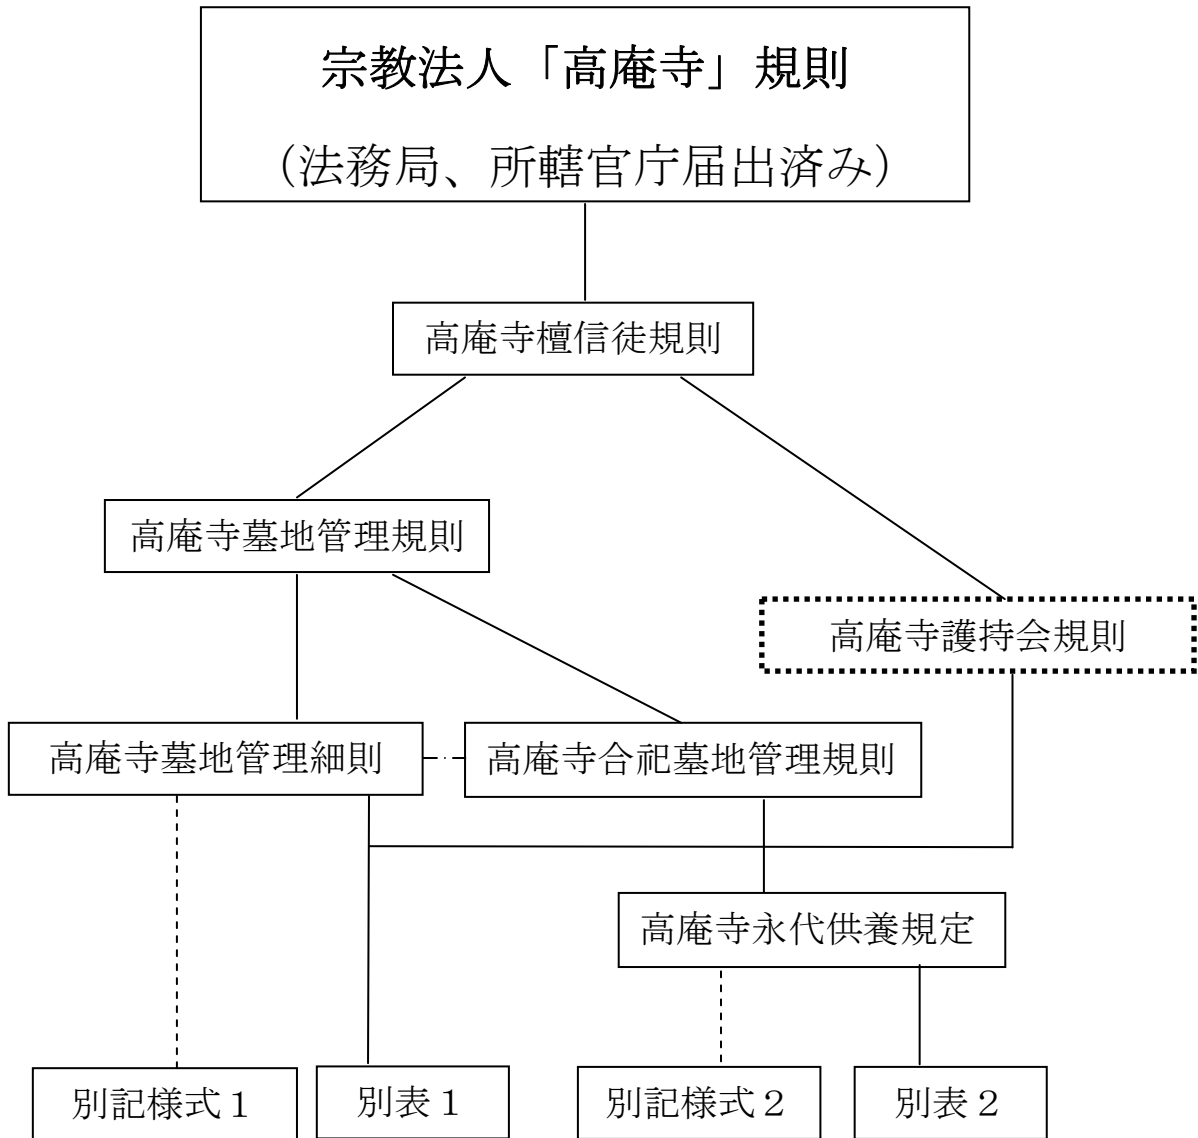 宗教法人「高庵寺」規則
（法務局、所轄官庁届出済み）
高庵寺檀信徒規則
高庵寺墓地管理規則
高庵寺護持会規則
高庵寺墓地管理細則
高庵寺合祀墓地管理規則
高庵寺永代供養規定
別記様式１
別表１
別記様式２
別表２